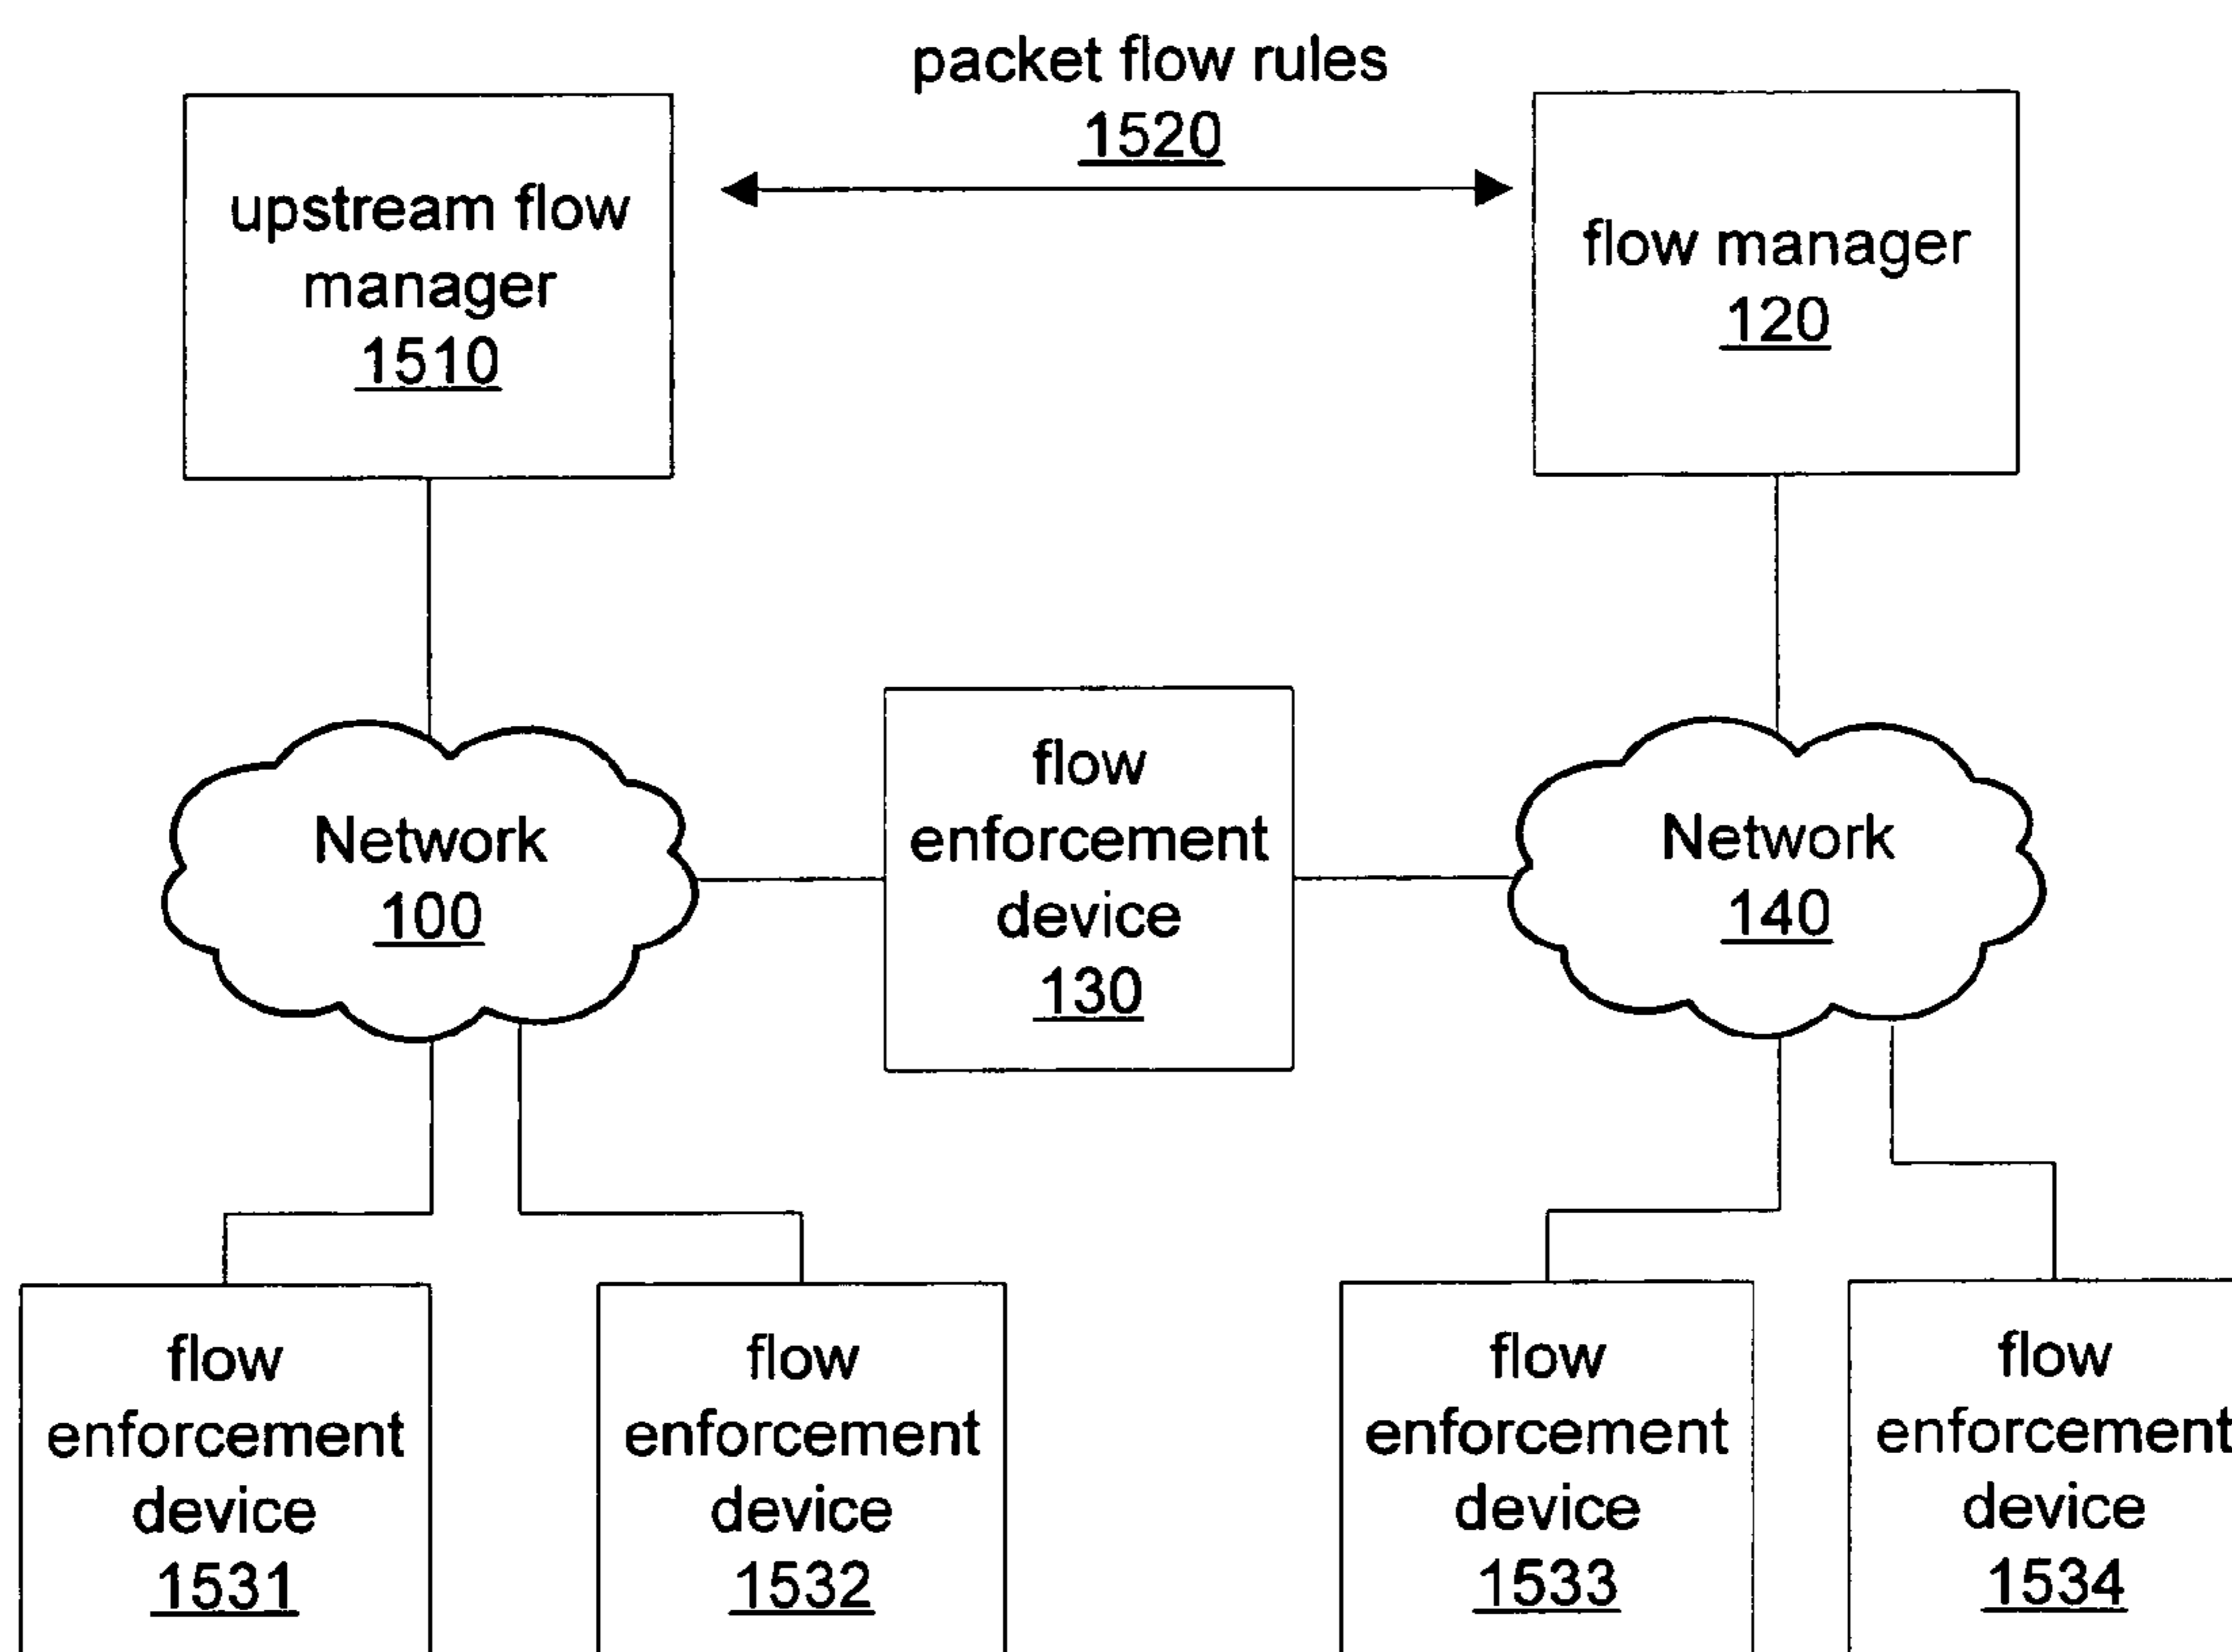 packet flow rules
1520
upstream flow
manager
1510
flow manager
120
Network
100
flow
enforcement
device
130
Network
140
flow
enforcement
device
1531
flow
enforcement
device
1532
flow
enforcement
device
1533
flow
enforcement
device
1534